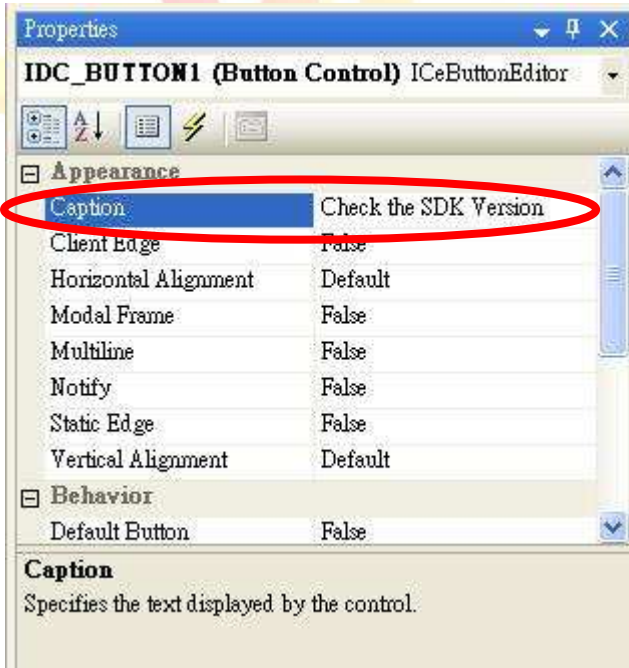 Properties
IDC_BUTTON1 (Button Control) ICeButtonEditor
Appearance
Caption Check the SDK Version
Client Edge False
Horizontal Alignment Default
Modal Frame False
Multiline False
Notify False
Static Edge False
Vertical Alignment Default
Behavior
Default Button False
Caption
Specifies the text displayed by the control.